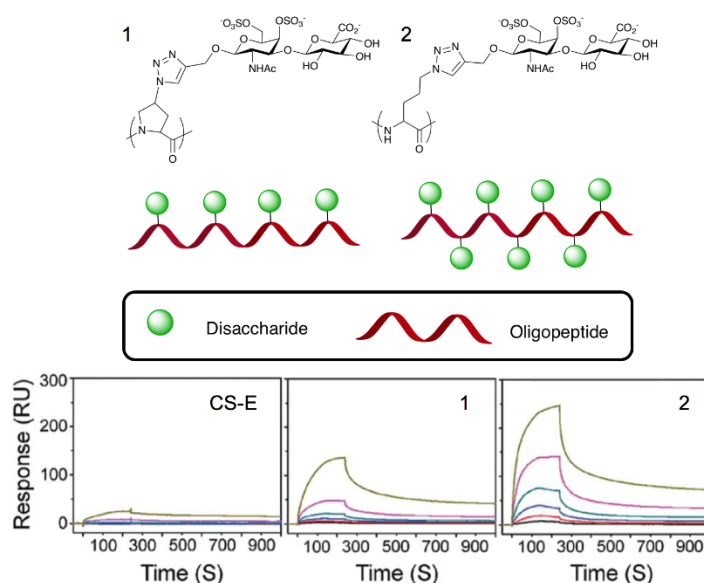 1
2
⁻O₃SO OSO₃⁻
CO₂⁻
O
O
O
O
OH
OH
HO
NHAc
N=N
N
N
O
⁻O₃SO OSO₃⁻
CO₂⁻
O
O
O
O
OH
OH
HO
NHAc
N=N
N
N
H
O
Disaccharide
Oligopeptide
Response (RU)
300
200
100
0
CS-E
1
2
100 300 500 700 900
100 300 500 700 900
100 300 500 700 900
Time (S)
Time (S)
Time (S)